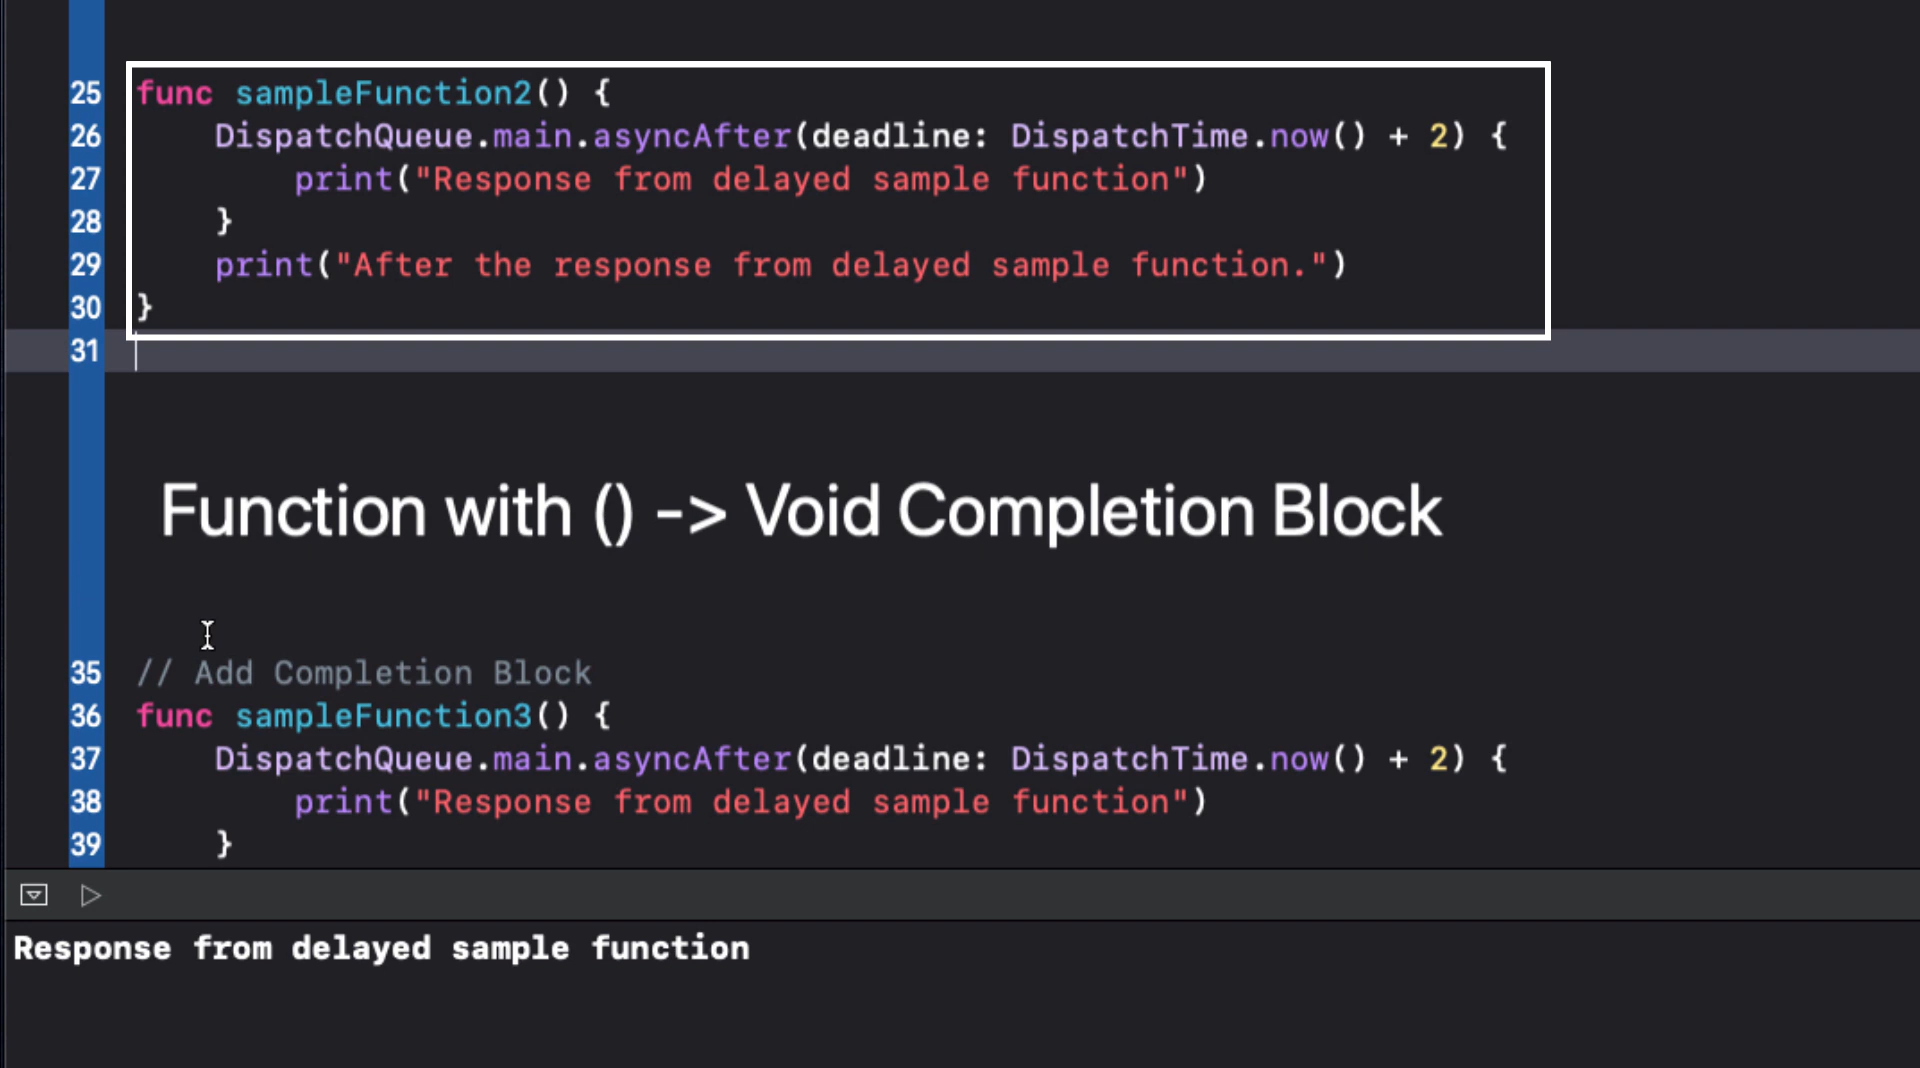 25 func sampleFunction2() {
26     DispatchQueue.main.asyncAfter(deadline: DispatchTime.now() + 2) {
27         print("Response from delayed sample function")
28     }
29     print("After the response from delayed sample function.")
30 }
31
Function with () -> Void Completion Block
35 // Add Completion Block
36 func sampleFunction3() {
37     DispatchQueue.main.asyncAfter(deadline: DispatchTime.now() + 2) {
38         print("Response from delayed sample function")
39     }
Response from delayed sample function